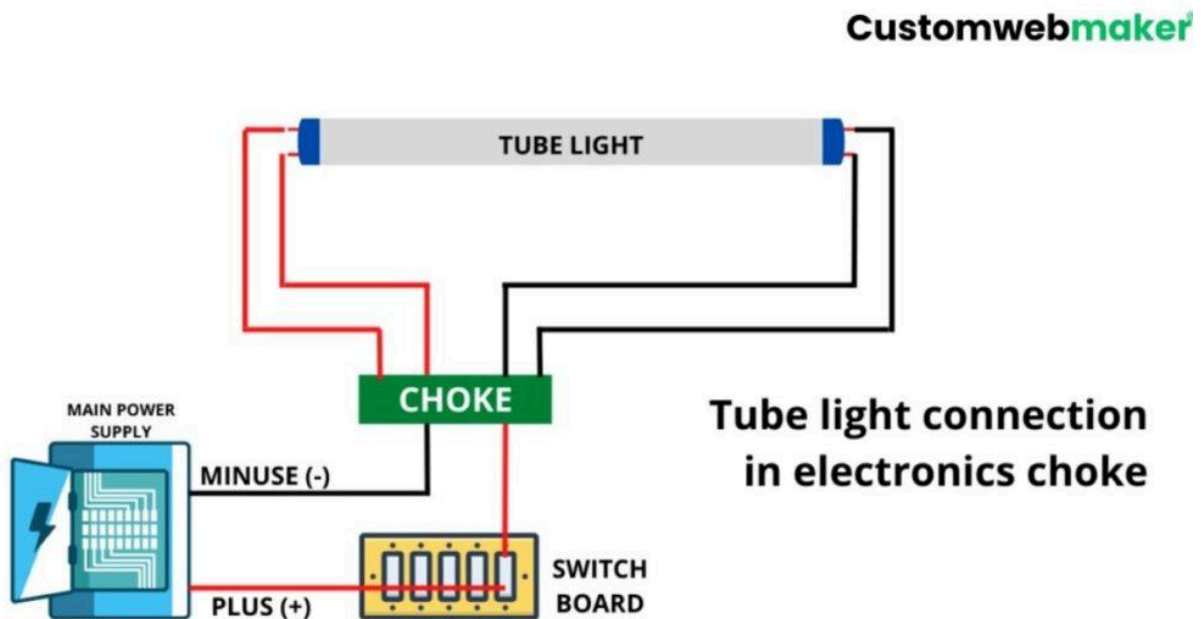 Customwebmaker
TUBE LIGHT
CHOKE
MAIN POWER
SUPPLY
MINUSE (-)
Tube light connection
in electronics choke
SWITCH
BOARD
PLUS (+)